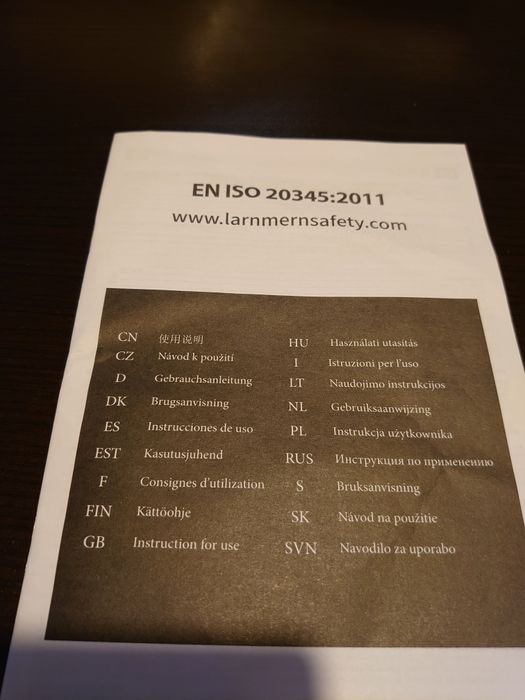 EN ISO 20345:2011
www.larnmernsafety.com
CN 使用说明
CZ Návod k použití
D Gebrauchsanleitung
DK Brugsanvisning
ES Instrucciones de uso
EST Kasutusjuhend
F Consignes d'utilization
FIN Kättöohje
GB Instruction for use
HU Használati utasítás
I Istruzioni per l'uso
LT Naudojimo instrukcijos
NL Gebruiksaanwijzing
PL Instrukcja użytkownika
RUS Инструкция по применению
S Bruksanvisning
SK Návod na použitie
SVN Navodilo za uporabo